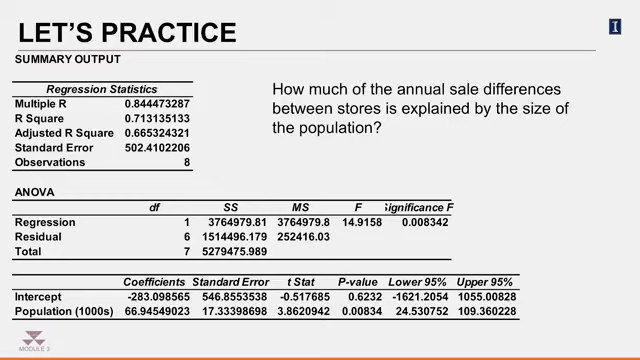 LET'S PRACTICE
I
SUMMARY OUTPUT
Regression Statistics
Multiple R 0.844473287
R Square 0.713135133
Adjusted R Square 0.665324321
Standard Error 502.4102206
Observations 8
How much of the annual sale differences
between stores is explained by the size of
the population?
ANOVA
df SS MS F Significance F
Regression 1 3764979.81 3764979.8 14.9158 0.008342
Residual 6 1514496.179 252416.03
Total 7 5279475.989
Coefficients Standard Error t Stat P-value Lower 95% Upper 95%
Intercept -283.098565 546.8553538 -0.517685 0.6232 -1621.2054 1055.00828
Population (1000s) 66.94549023 17.33398698 3.8620942 0.00834 24.530752 109.360228
MODULE 3